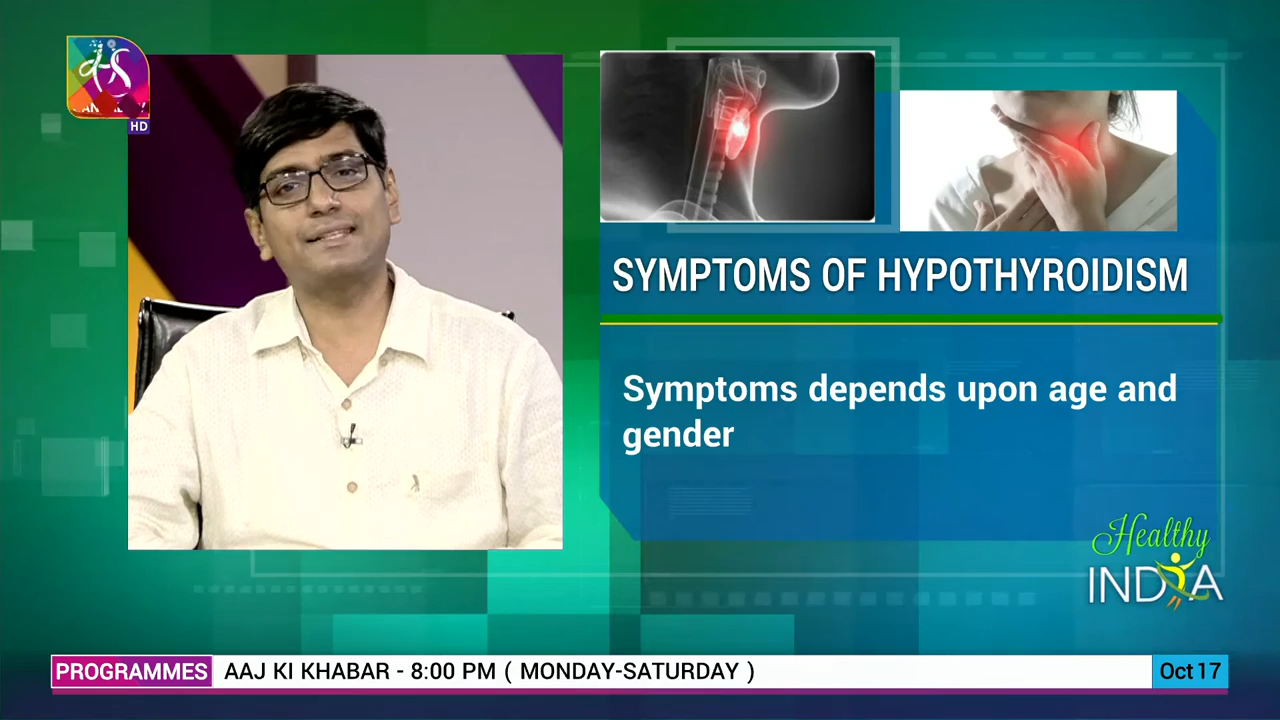 HD
SYMPTOMS OF HYPOTHYROIDISM
Symptoms depends upon age and
gender
Healthy
INDIA
PROGRAMMES AAJ KI KHABAR - 8:00 PM ( MONDAY-SATURDAY ) Oct 17